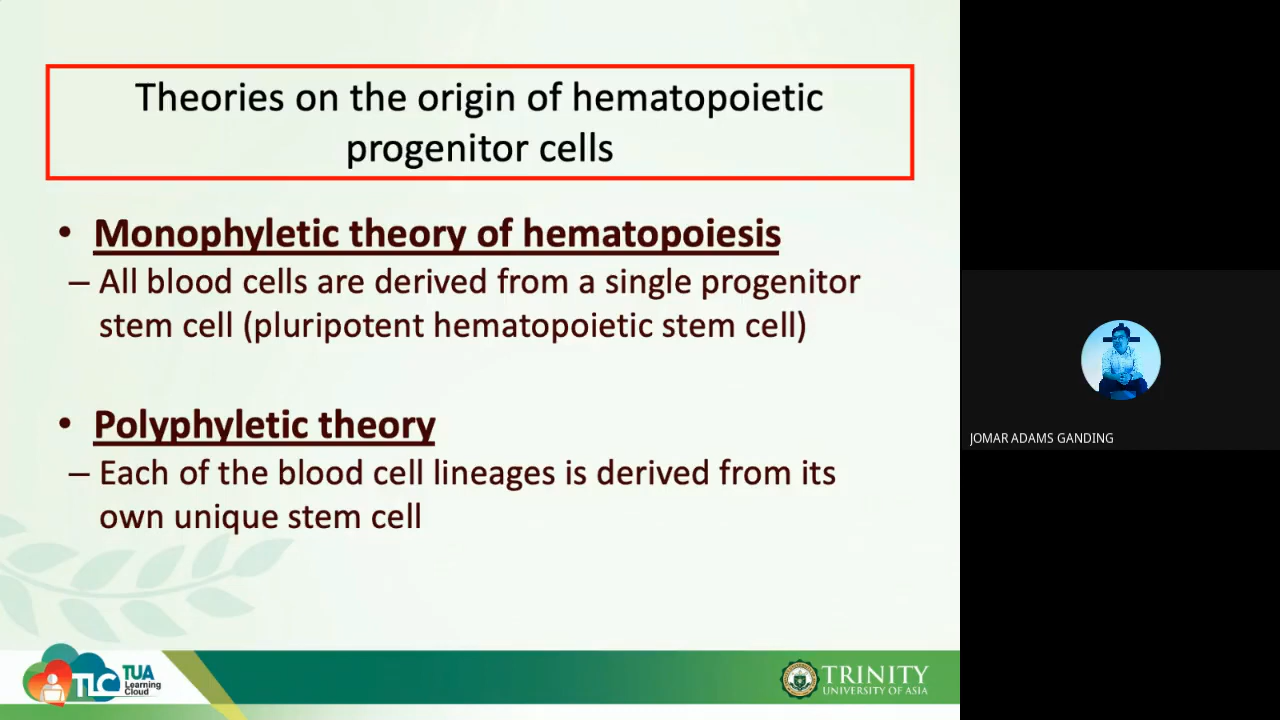 Theories on the origin of hematopoietic
progenitor cells
• Monophyletic theory of hematopoiesis
– All blood cells are derived from a single progenitor
stem cell (pluripotent hematopoietic stem cell)
• Polyphyletic theory
– Each of the blood cell lineages is derived from its
own unique stem cell
JOMAR ADAMS GANDING
TLC
TUA
Learning
Cloud
TRINITY
UNIVERSITY OF ASIA